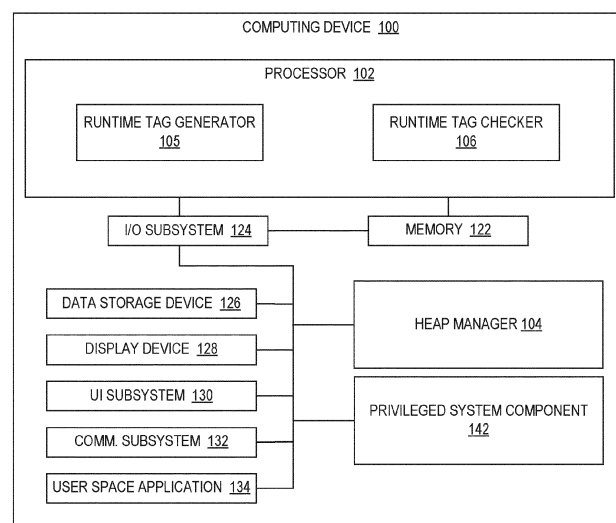 COMPUTING DEVICE 100
PROCESSOR 102
RUNTIME TAG GENERATOR
105
RUNTIME TAG CHECKER
106
I/O SUBSYSTEM 124
MEMORY 122
DATA STORAGE DEVICE 126
DISPLAY DEVICE 128
UI SUBSYSTEM 130
COMM. SUBSYSTEM 132
USER SPACE APPLICATION 134
HEAP MANAGER 104
PRIVILEGED SYSTEM COMPONENT
142